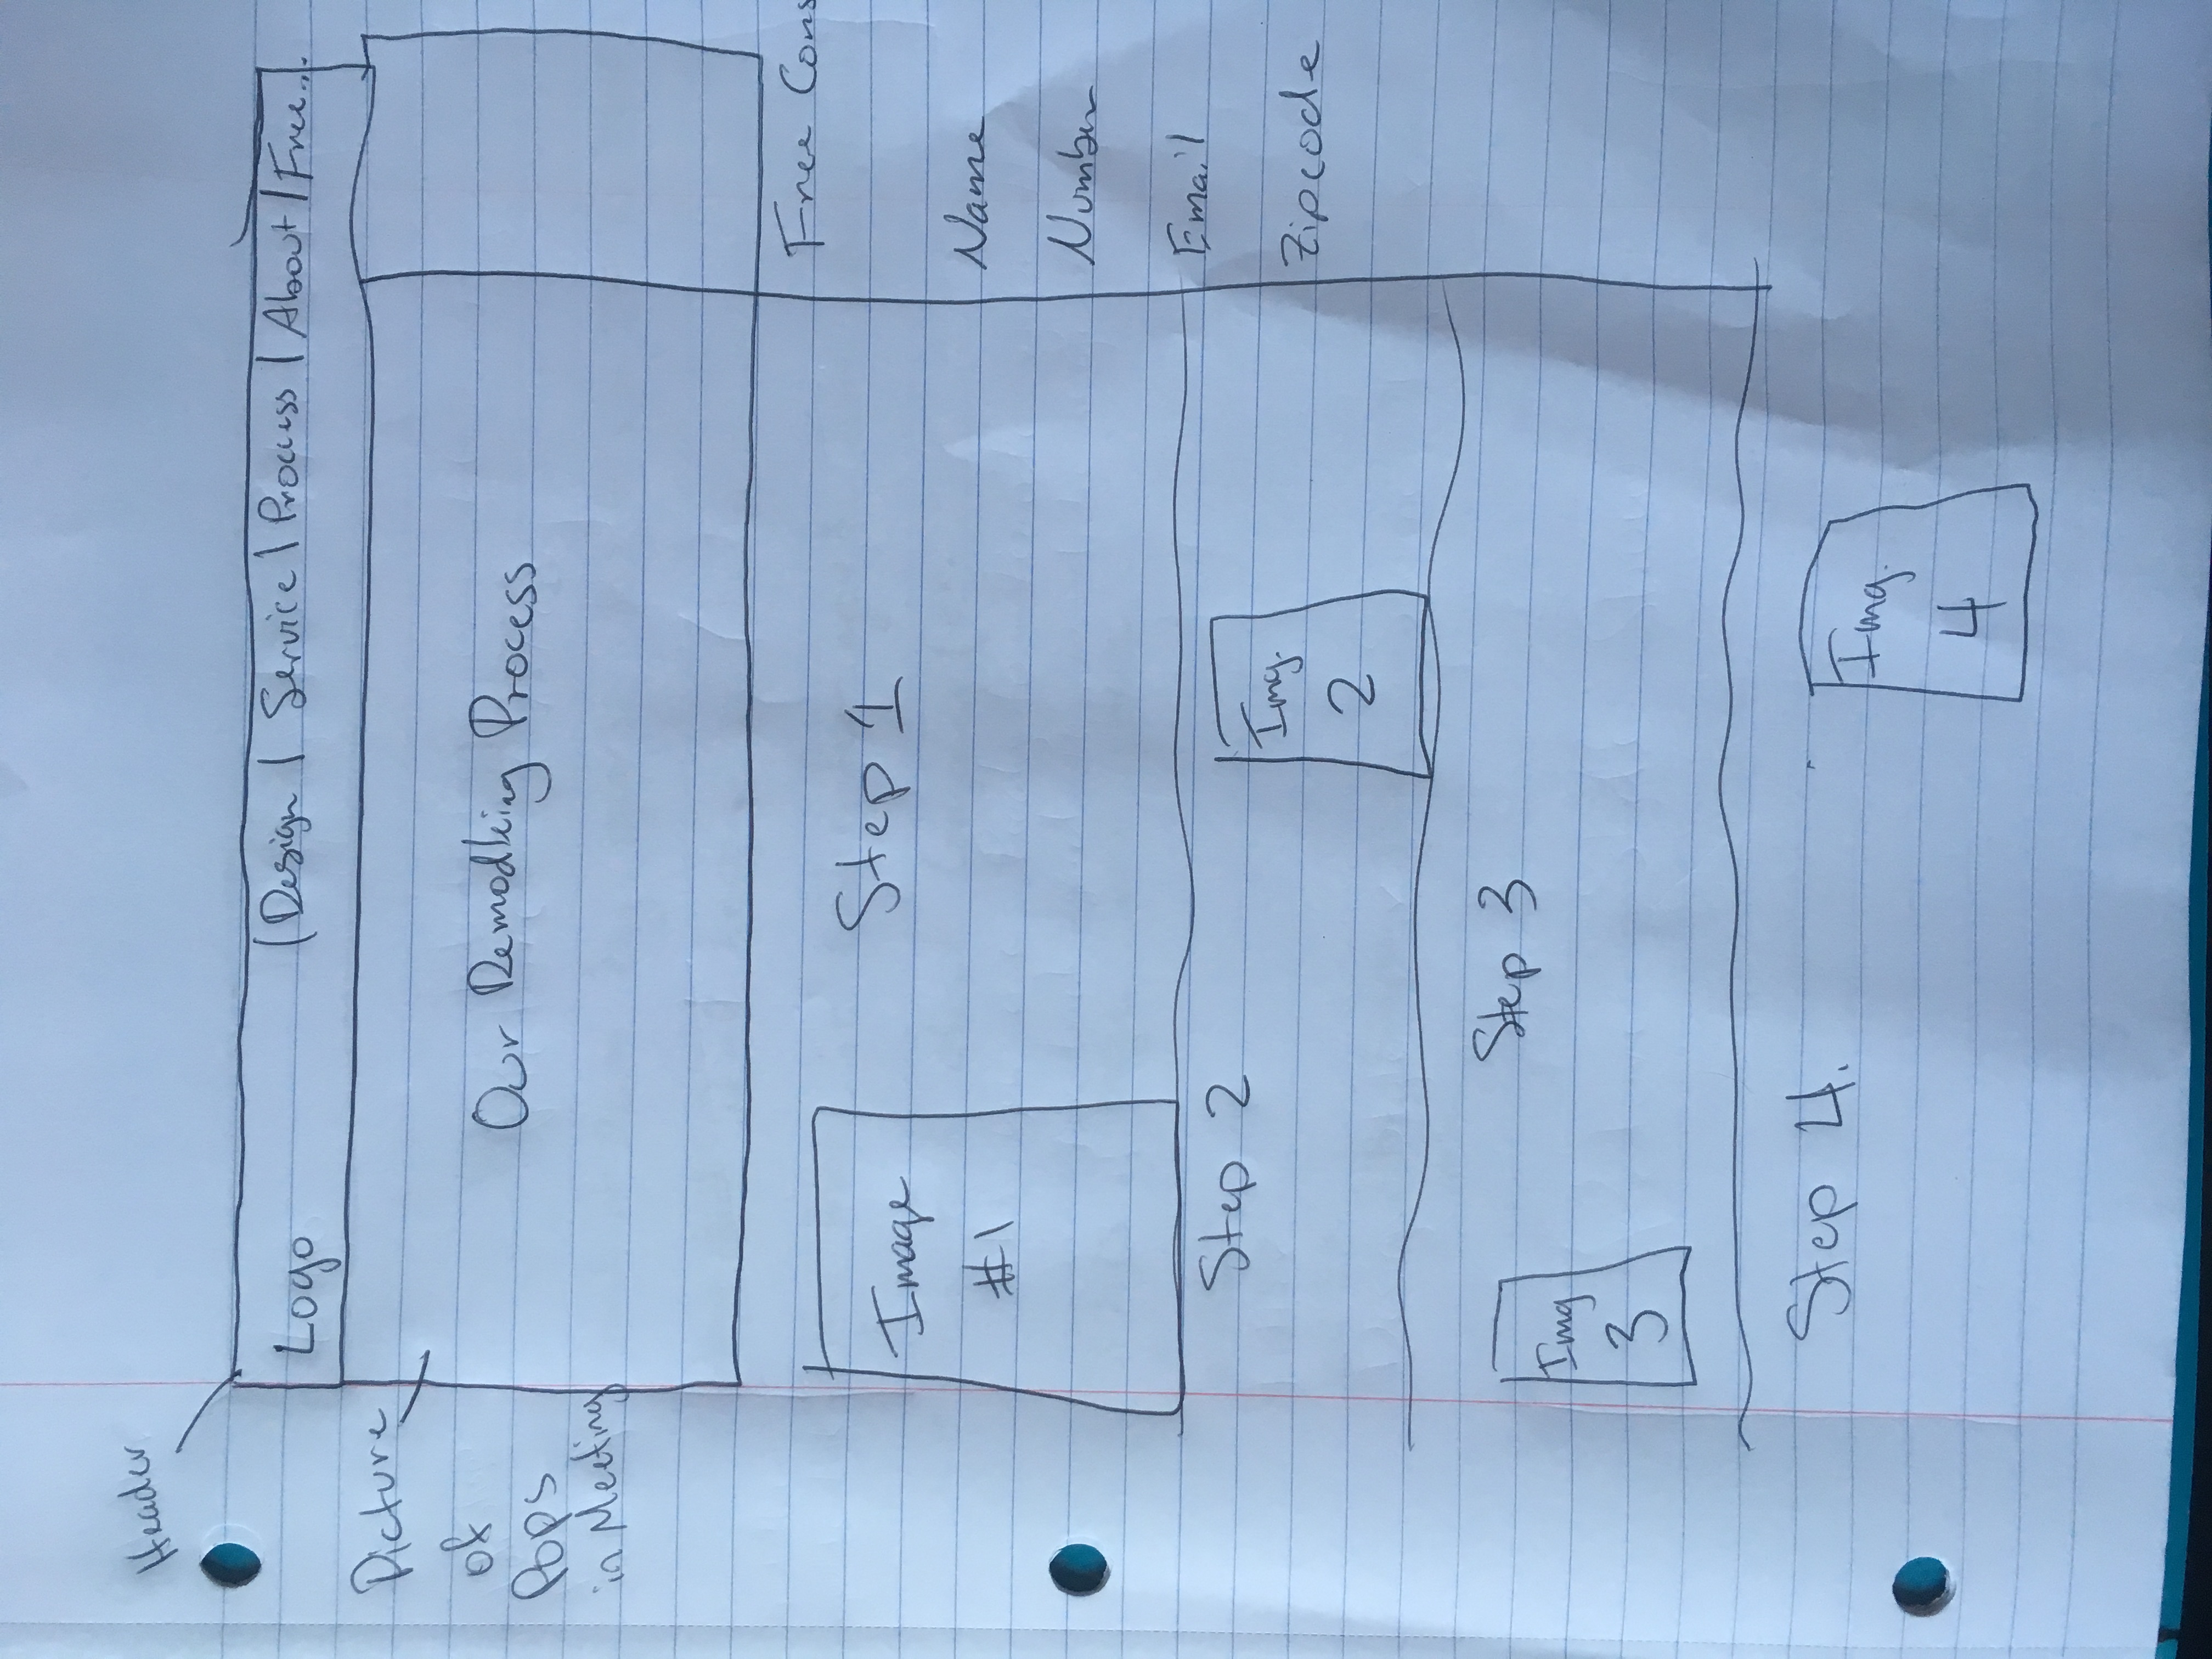 Header
Logo | Design | Service | Process | About | Free...
Picture
of
Pops
in Meeting
Our Remodleing Process
Free Cons
Image
#1
Step 1
Name
Number
Email
Zipcode
Step 2
Img.
2
Step 3
Img
3
Step 4.
Img.
4